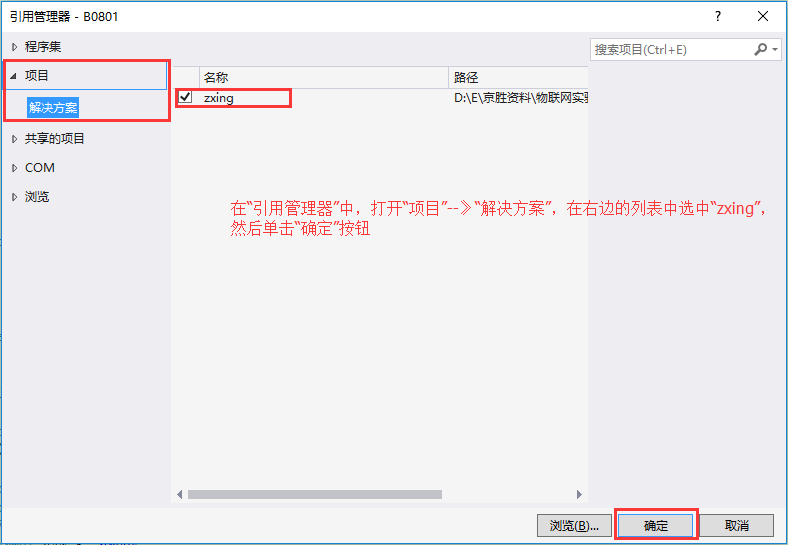 引用管理器 - B0801
?
程序集
项目
解决方案
共享的项目
COM
浏览
名称
路径
zxing
D:\E\京胜资料\物联网实验
搜索项目(Ctrl+E)
在“引用管理器”中，打开“项目”--》“解决方案”，在右边的列表中选中“zxing”，
然后单击“确定”按钮
浏览(B)...
确定
取消